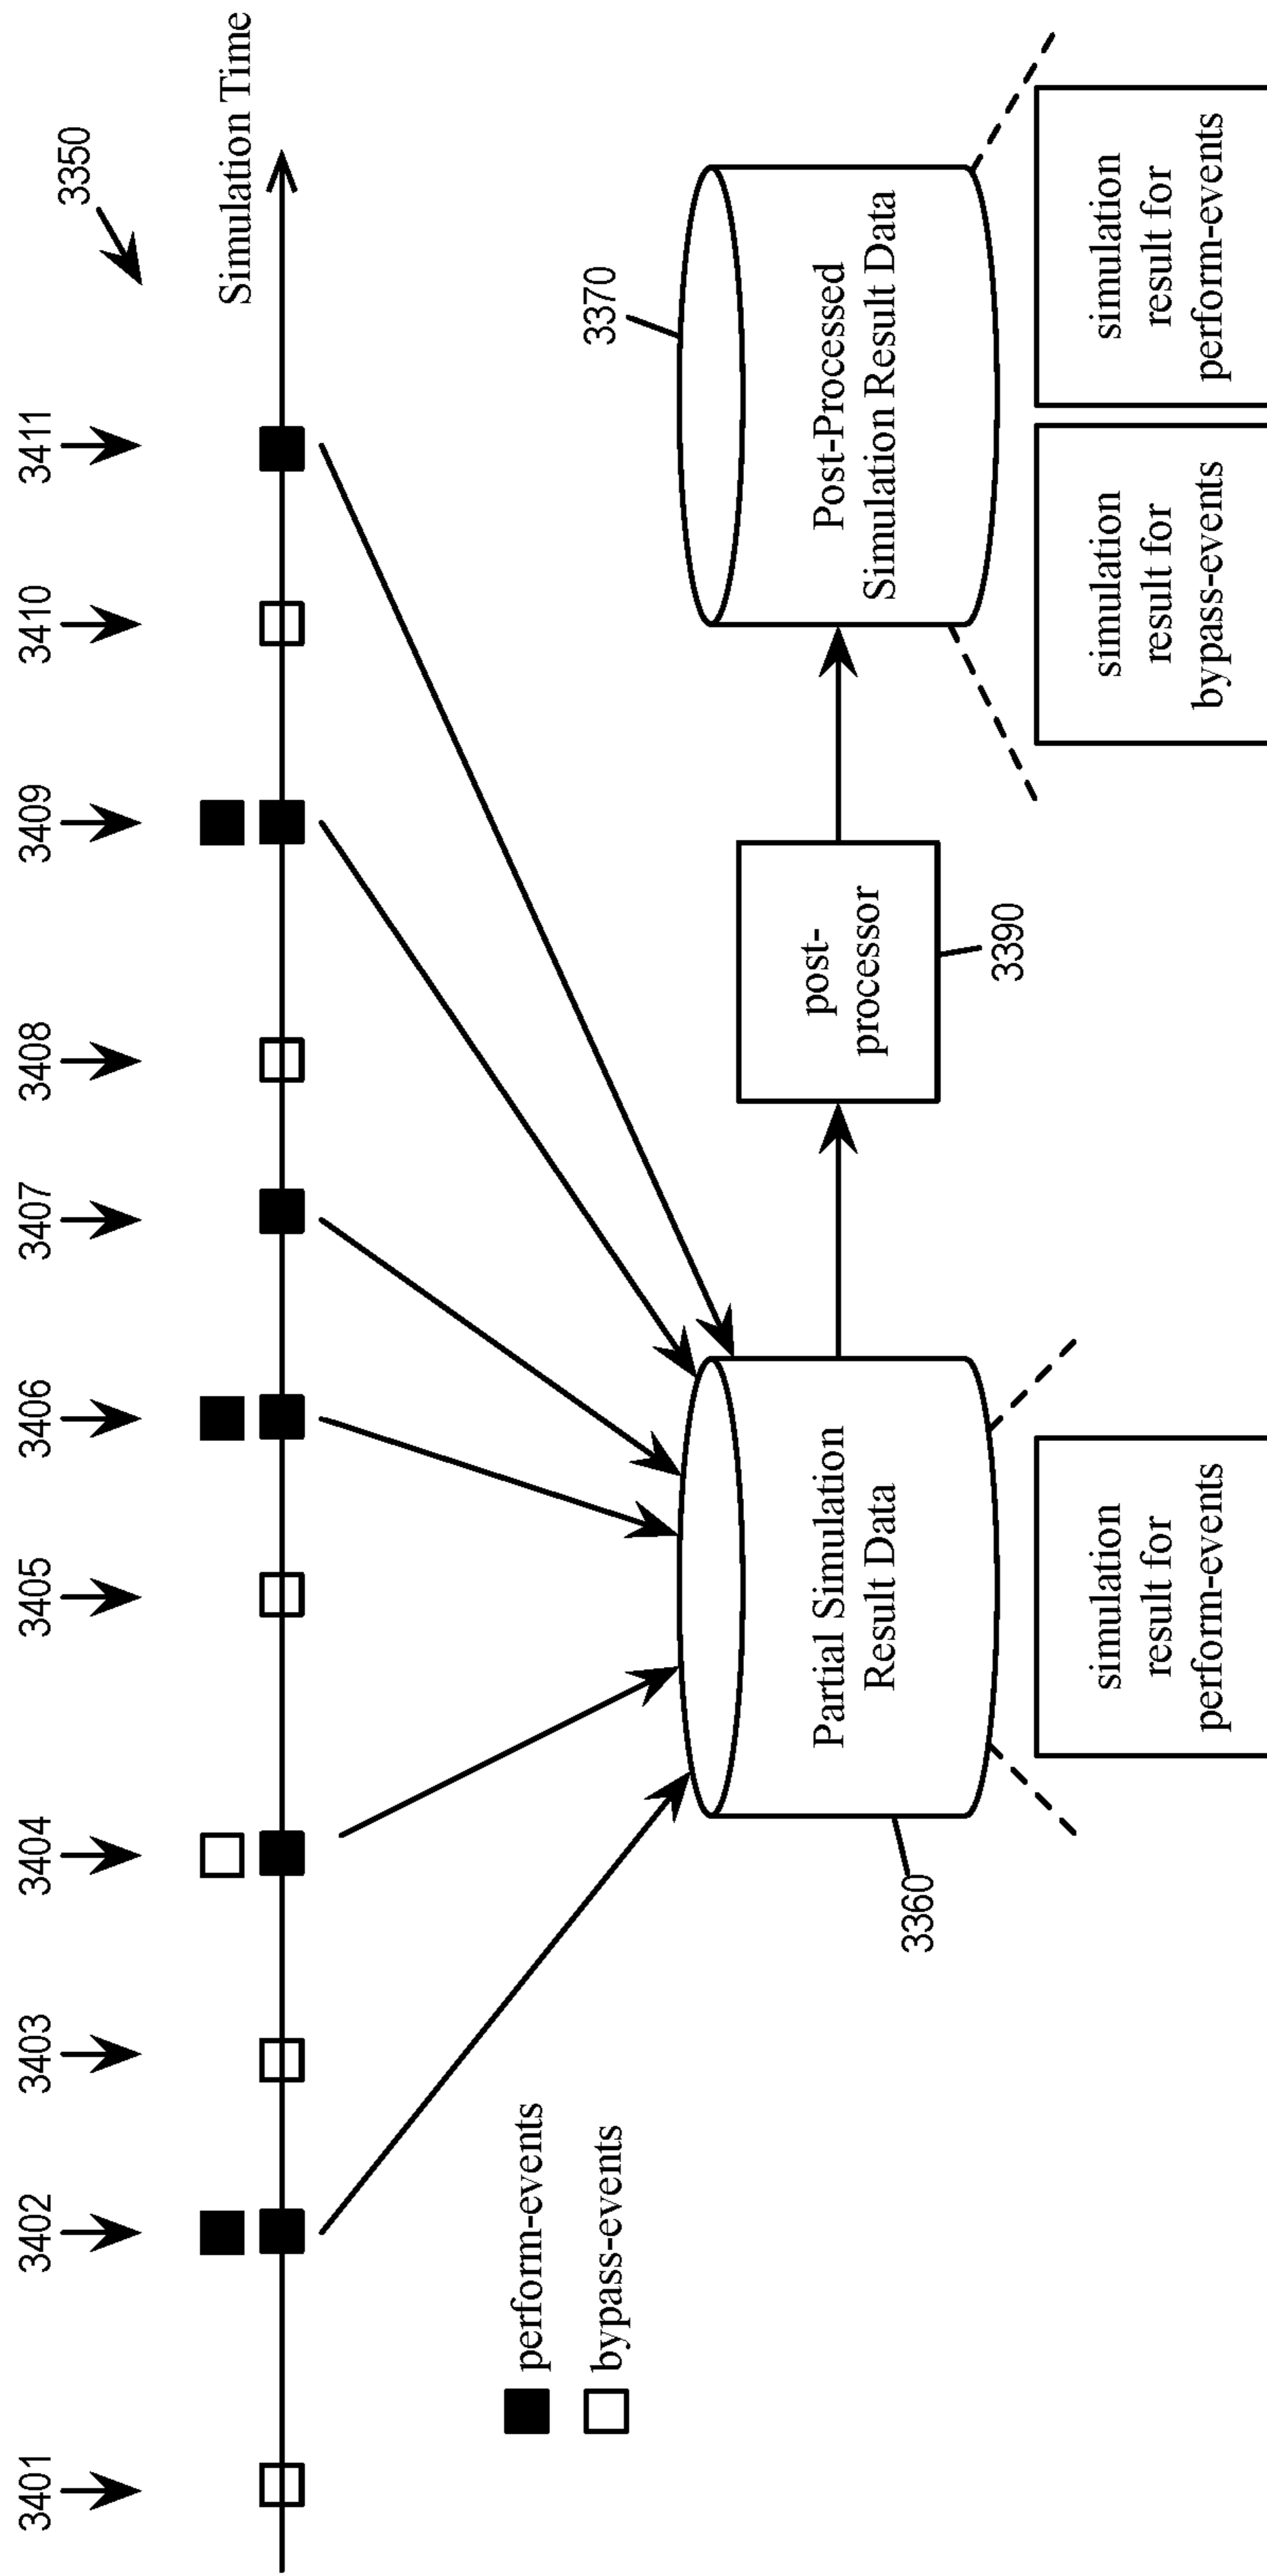 3350
3401
3402
3403
3404
3405
3406
3407
3408
3409
3410
3411
Simulation Time
perform-events
bypass-events
3360
Partial Simulation
Result Data
simulation
result for
perform-events
post-
processor
3390
3370
Post-Processed
Simulation Result Data
simulation
result for
bypass-events
simulation
result for
perform-events